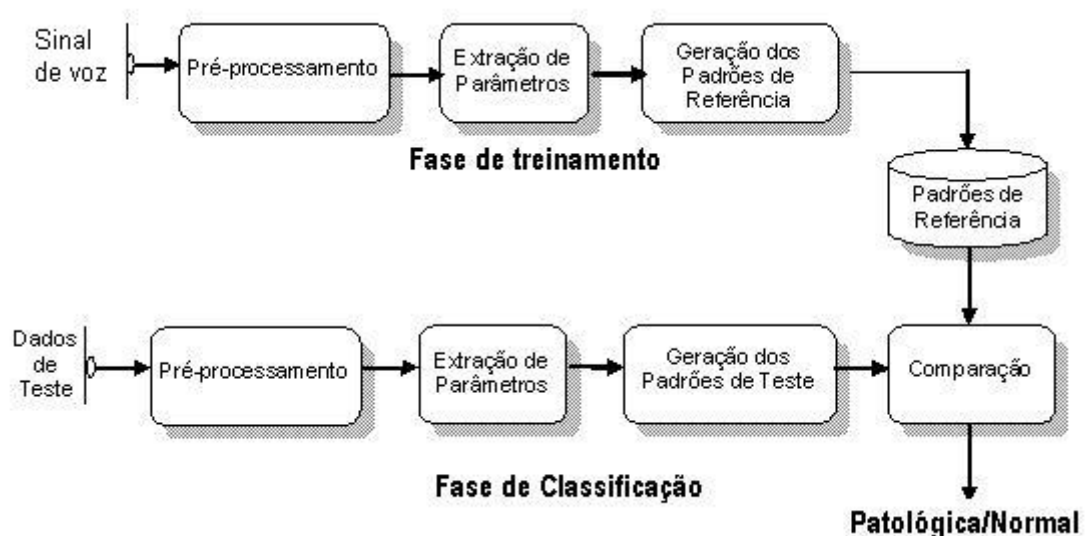 Sinal
de voz
Pré-processamento
Extração de
Parâmetros
Geração dos
Padrões de
Referência
Fase de treinamento
Padrões de
Referência
Dados
de
Teste
Pré-processamento
Extração de
Parâmetros
Geração dos
Padrões de Teste
Comparação
Fase de Classificação
Patológica/Normal